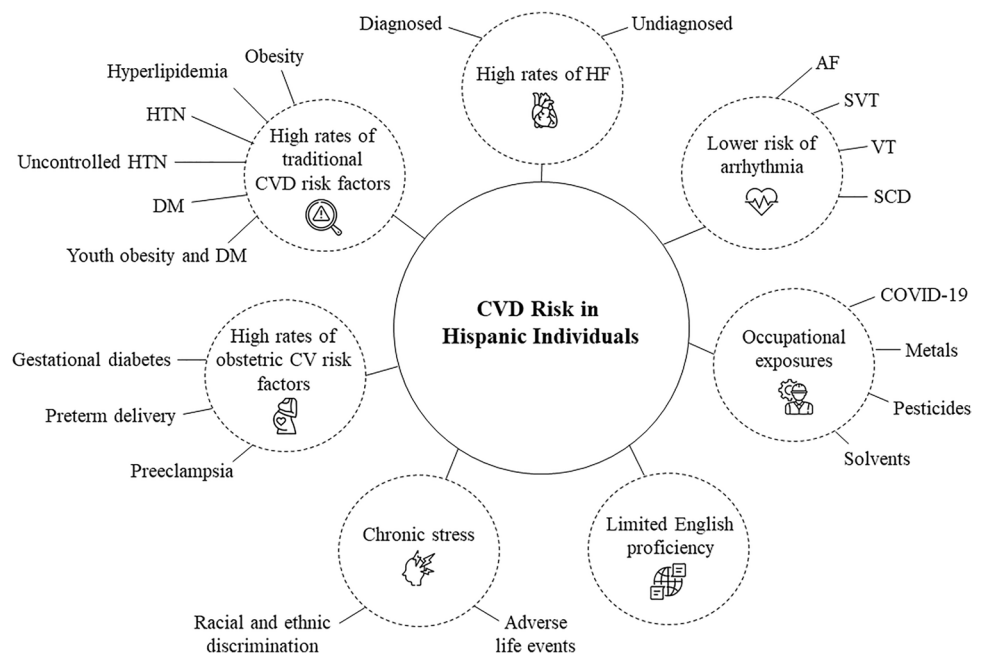 Diagnosed
Undiagnosed
High rates of HF
Obesity
Hyperlipidemia
HTN
Uncontrolled HTN
DM
Youth obesity and DM
High rates of
traditional
CVD risk factors
AF
SVT
VT
SCD
Lower risk of
arrhythmia
CVD Risk in
Hispanic Individuals
Gestational diabetes
Preterm delivery
Preeclampsia
High rates of
obstetric CV risk
factors
COVID-19
Metals
Pesticides
Solvents
Occupational
exposures
Chronic stress
Racial and ethnic
discrimination
Adverse
life events
Limited English
proficiency